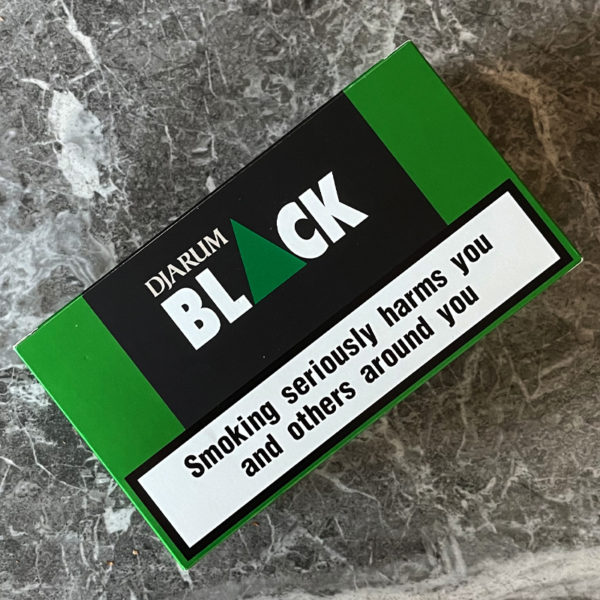 DJARUM
BLACK
Smoking seriously harms you
and others around you